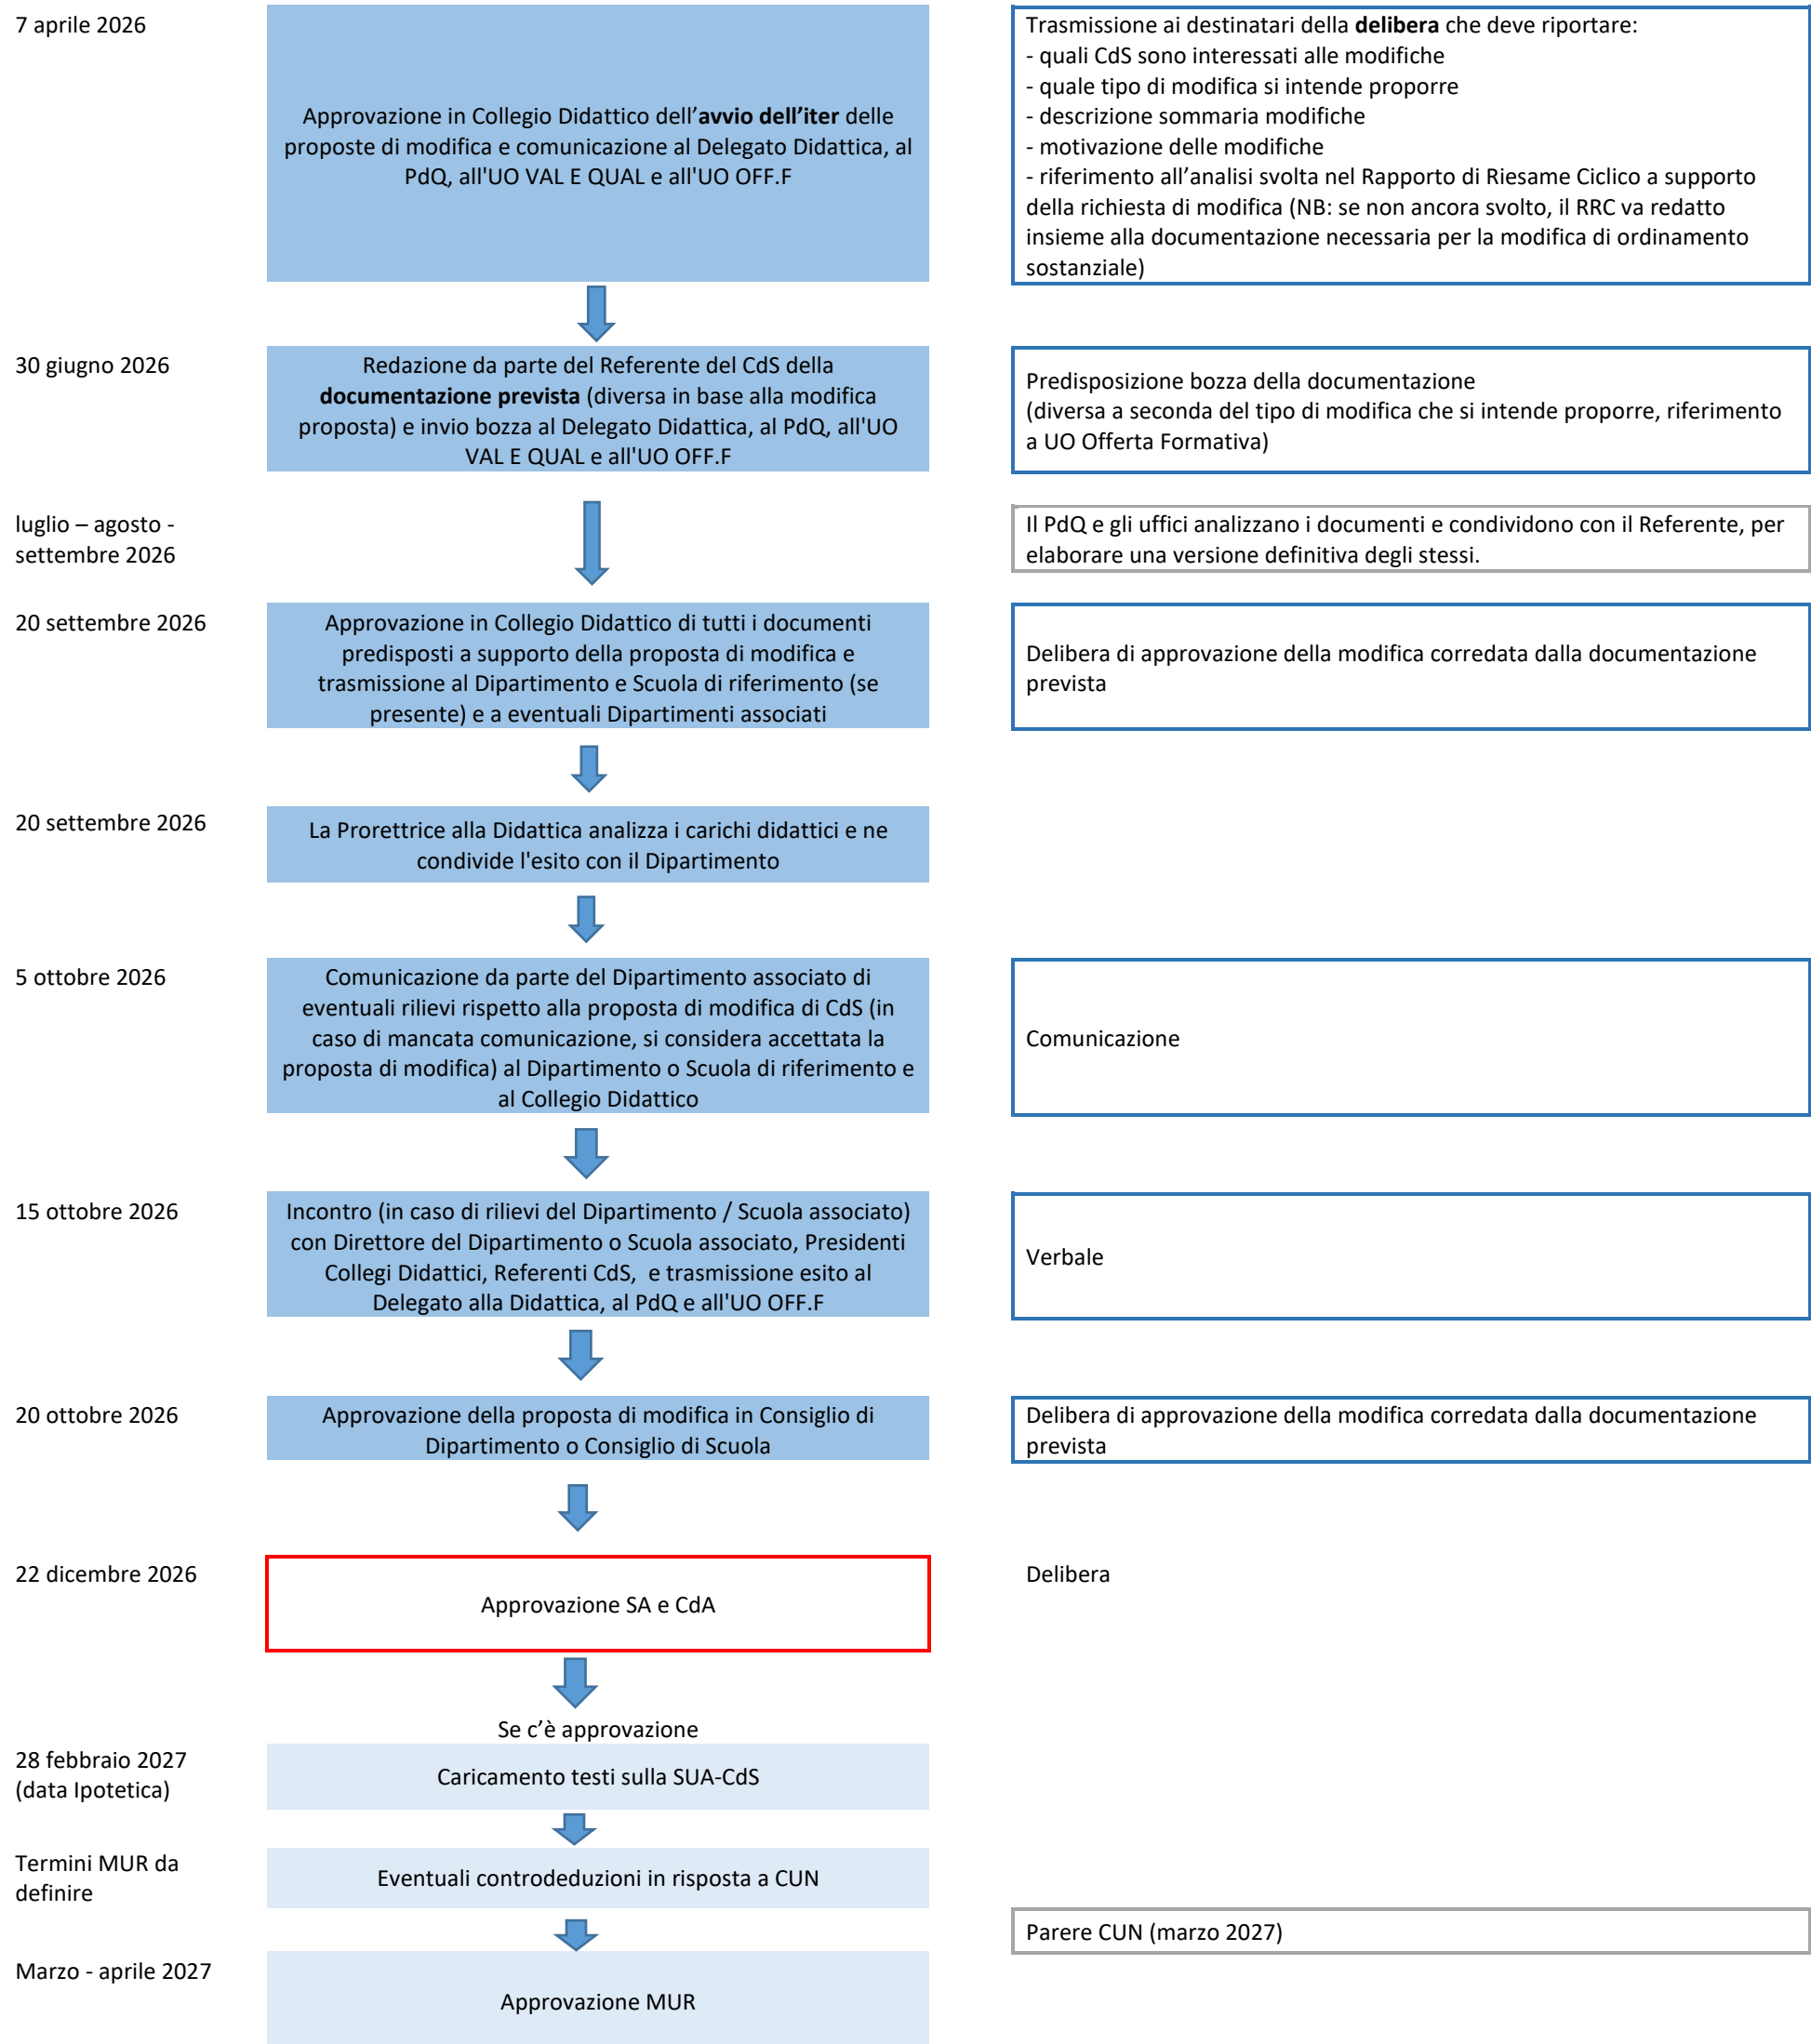 7 aprile 2026
Approvazione in Collegio Didattico dell’avvio dell’iter delle
proposte di modifica e comunicazione al Delegato Didattica, al
PdQ, all'UO VAL E QUAL e all'UO OFF.F
Trasmissione ai destinatari della delibera che deve riportare:
- quali CdS sono interessati alle modifiche
- quale tipo di modifica si intende proporre
- descrizione sommaria modifiche
- motivazione delle modifiche
- riferimento all’analisi svolta nel Rapporto di Riesame Ciclico a supporto
della richiesta di modifica (NB: se non ancora svolto, il RRC va redatto
insieme alla documentazione necessaria per la modifica di ordinamento
sostanziale)
30 giugno 2026
Redazione da parte del Referente del CdS della
documentazione prevista (diversa in base alla modifica
proposta) e invio bozza al Delegato Didattica, al PdQ, all'UO
VAL E QUAL e all'UO OFF.F
Predisposizione bozza della documentazione
(diversa a seconda del tipo di modifica che si intende proporre, riferimento
a UO Offerta Formativa)
luglio – agosto -
settembre 2026
Il PdQ e gli uffici analizzano i documenti e condividono con il Referente, per
elaborare una versione definitiva degli stessi.
20 settembre 2026
Approvazione in Collegio Didattico di tutti i documenti
predisposti a supporto della proposta di modifica e
trasmissione al Dipartimento e Scuola di riferimento (se
presente) e a eventuali Dipartimenti associati
Delibera di approvazione della modifica corredata dalla documentazione
prevista
20 settembre 2026
La Prorettrice alla Didattica analizza i carichi didattici e ne
condivide l'esito con il Dipartimento
5 ottobre 2026
Comunicazione da parte del Dipartimento associato di
eventuali rilievi rispetto alla proposta di modifica di CdS (in
caso di mancata comunicazione, si considera accettata la
proposta di modifica) al Dipartimento o Scuola di riferimento e
al Collegio Didattico
Comunicazione
15 ottobre 2026
Incontro (in caso di rilievi del Dipartimento / Scuola associato)
con Direttore del Dipartimento o Scuola associato, Presidenti
Collegi Didattici, Referenti CdS,  e trasmissione esito al
Delegato alla Didattica, al PdQ e all'UO OFF.F
Verbale
20 ottobre 2026
Approvazione della proposta di modifica in Consiglio di
Dipartimento o Consiglio di Scuola
Delibera di approvazione della modifica corredata dalla documentazione
prevista
22 dicembre 2026
Approvazione SA e CdA
Delibera
Se c’è approvazione
28 febbraio 2027
(data Ipotetica)
Caricamento testi sulla SUA-CdS
Termini MUR da
definire
Eventuali controdeduzioni in risposta a CUN
Parere CUN (marzo 2027)
Marzo - aprile 2027
Approvazione MUR